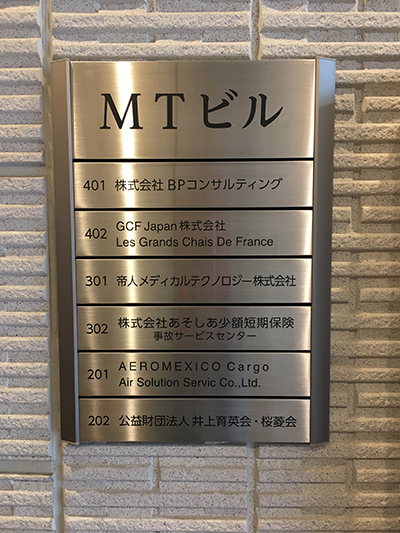 MTビル
401 株式会社 BPコンサルティング
402 GCF Japan 株式会社
Les Grands Chais De France
301 帝人メディカルテクノロジー株式会社
302 株式会社あそしあ少額短期保険
事故サービスセンター
201 AEROMEXICO Cargo
Air Solution Servic Co.,Ltd.
202 公益財団法人 井上育英会・桜菱会